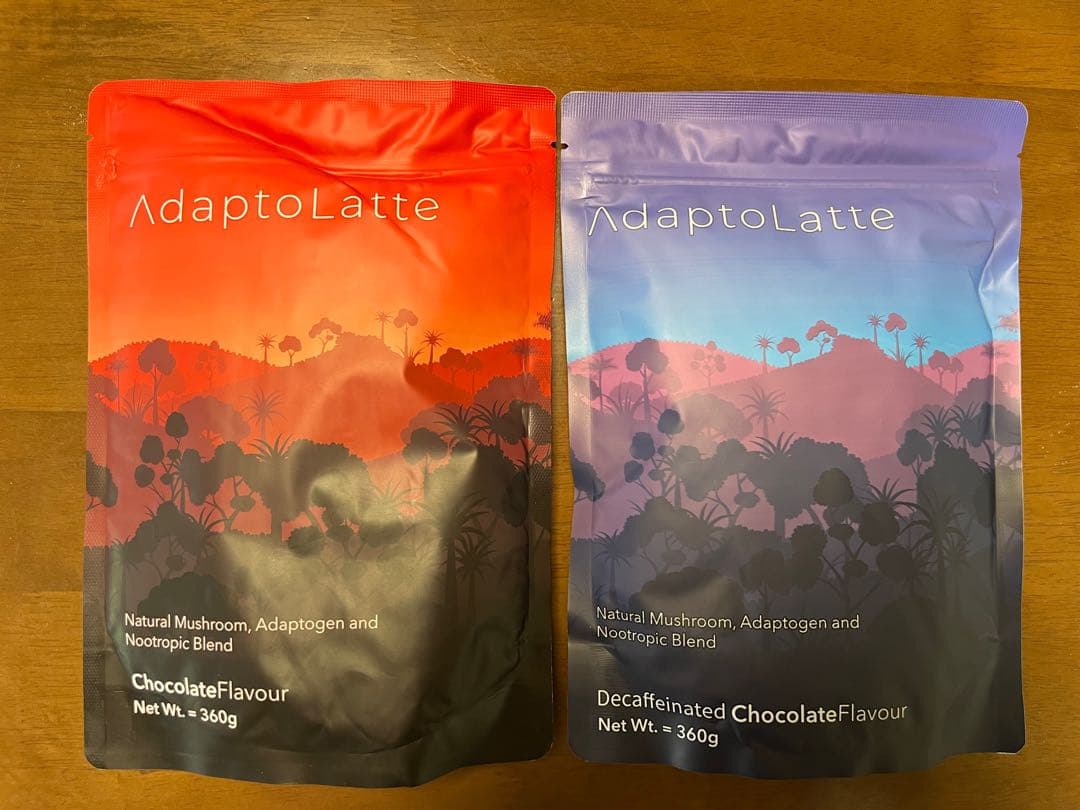 AdaptoLatte
Natural Mushroom, Adaptogen and
Nootropic Blend
ChocolateFlavour
Net Wt. = 360g
AdaptoLatte
Natural Mushroom, Adaptogen and
Nootropic Blend
Decaffeinated ChocolateFlavour
Net Wt. = 360g